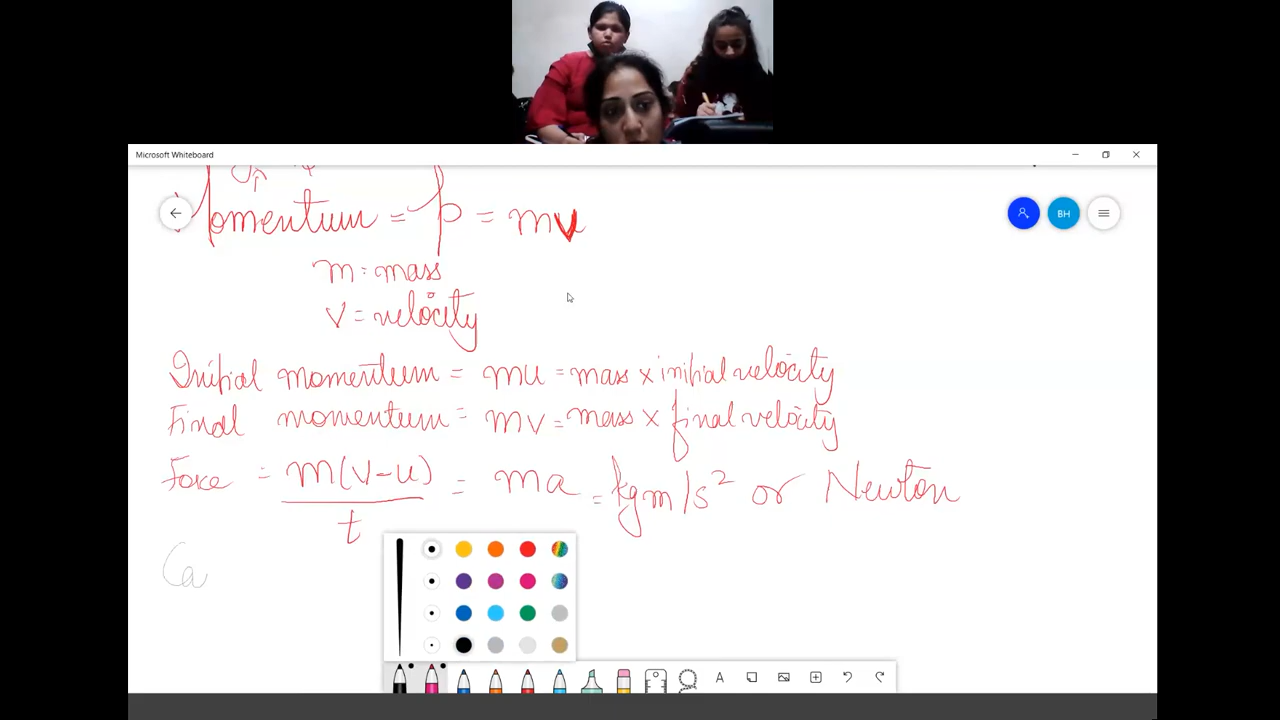 Microsoft Whiteboard
BH
Momentum = p = mv
m = mass
v = velocity
Initial momentum = mu = mass x initial velocity
Final momentum = mv = mass x final velocity
Force = m(v-u) = ma = kgm/s² or Newton
t
Ca
A